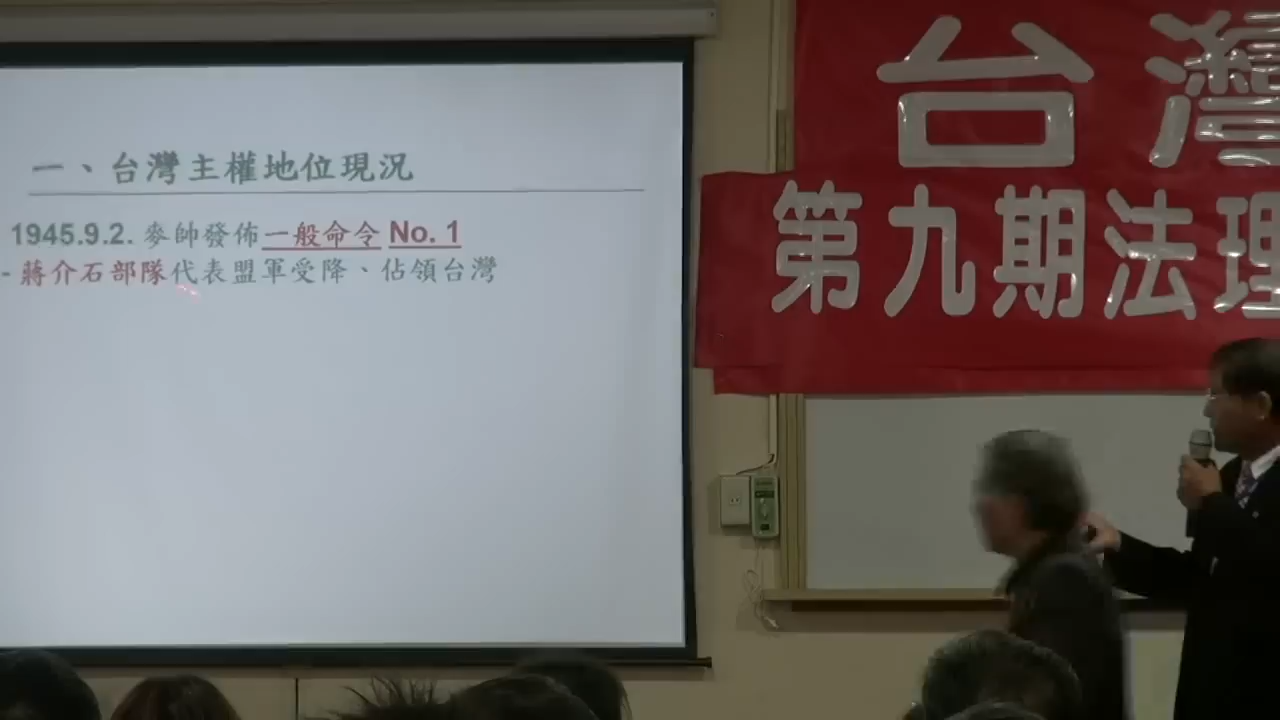 一、台灣主權地位現況
1945.9.2. 麥帥發佈一般命令 No. 1
- 蔣介石部隊代表盟軍受降、佔領台灣
台灣
第九期法理